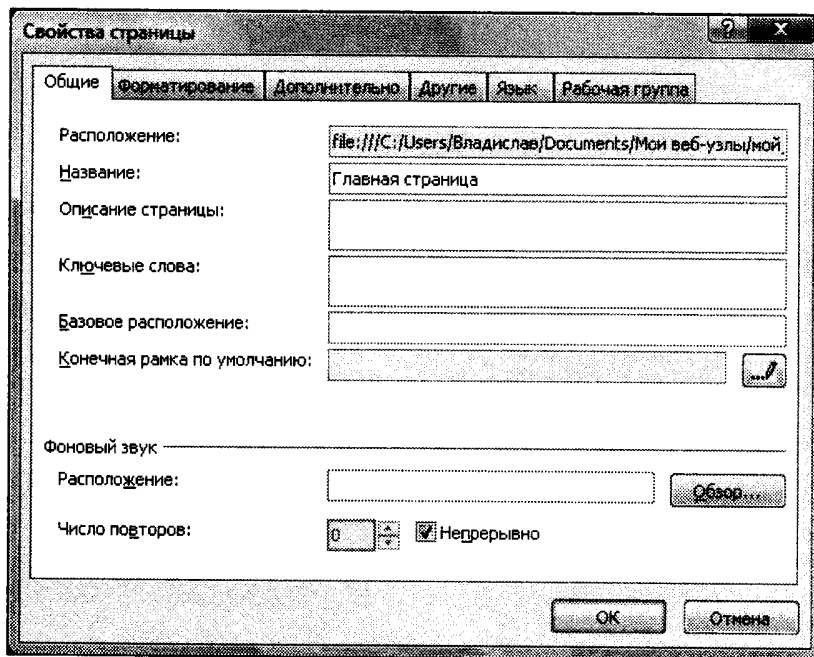 Свойства страницы
Общие Форматирование Дополнительно Другие Язык Рабочая группа
Расположение: file:///C:/Users/Владислав/Documents/Мои веб-узлы/мой_
Название: Главная страница
Описание страницы:
Ключевые слова:
Базовое расположение:
Конечная рамка по умолчанию: ...
Фоновый звук
Расположение: Обзор...
Число повторов: 0 Непрерывно
ОК Отмена